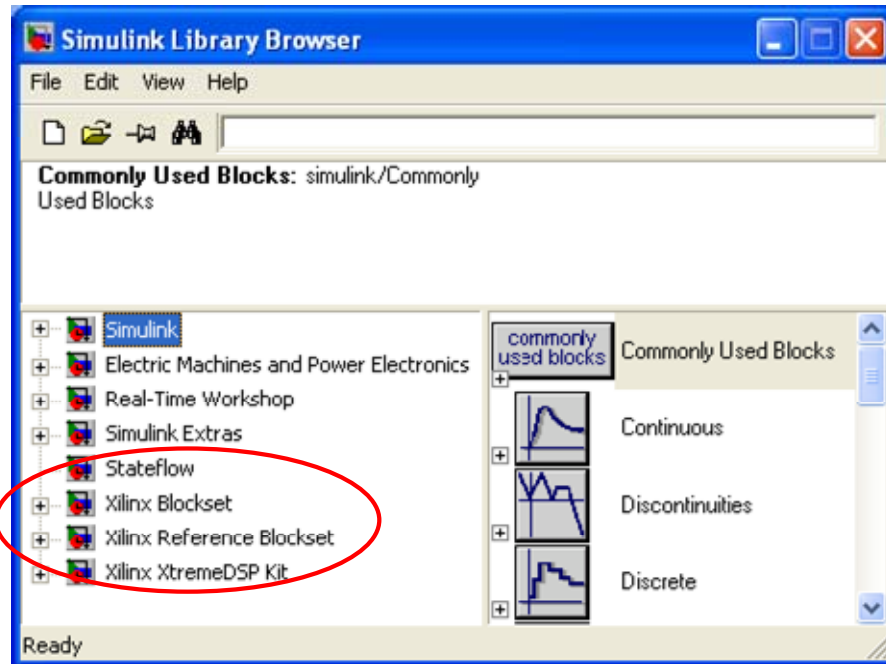 Simulink Library Browser
File Edit View Help
Commonly Used Blocks: simulink/Commonly
Used Blocks
Simulink
Electric Machines and Power Electronics
Real-Time Workshop
Simulink Extras
Stateflow
Xilinx Blockset
Xilinx Reference Blockset
Xilinx XtremeDSP Kit
commonly
used blocks
Commonly Used Blocks
Continuous
Discontinuities
Discrete
Ready